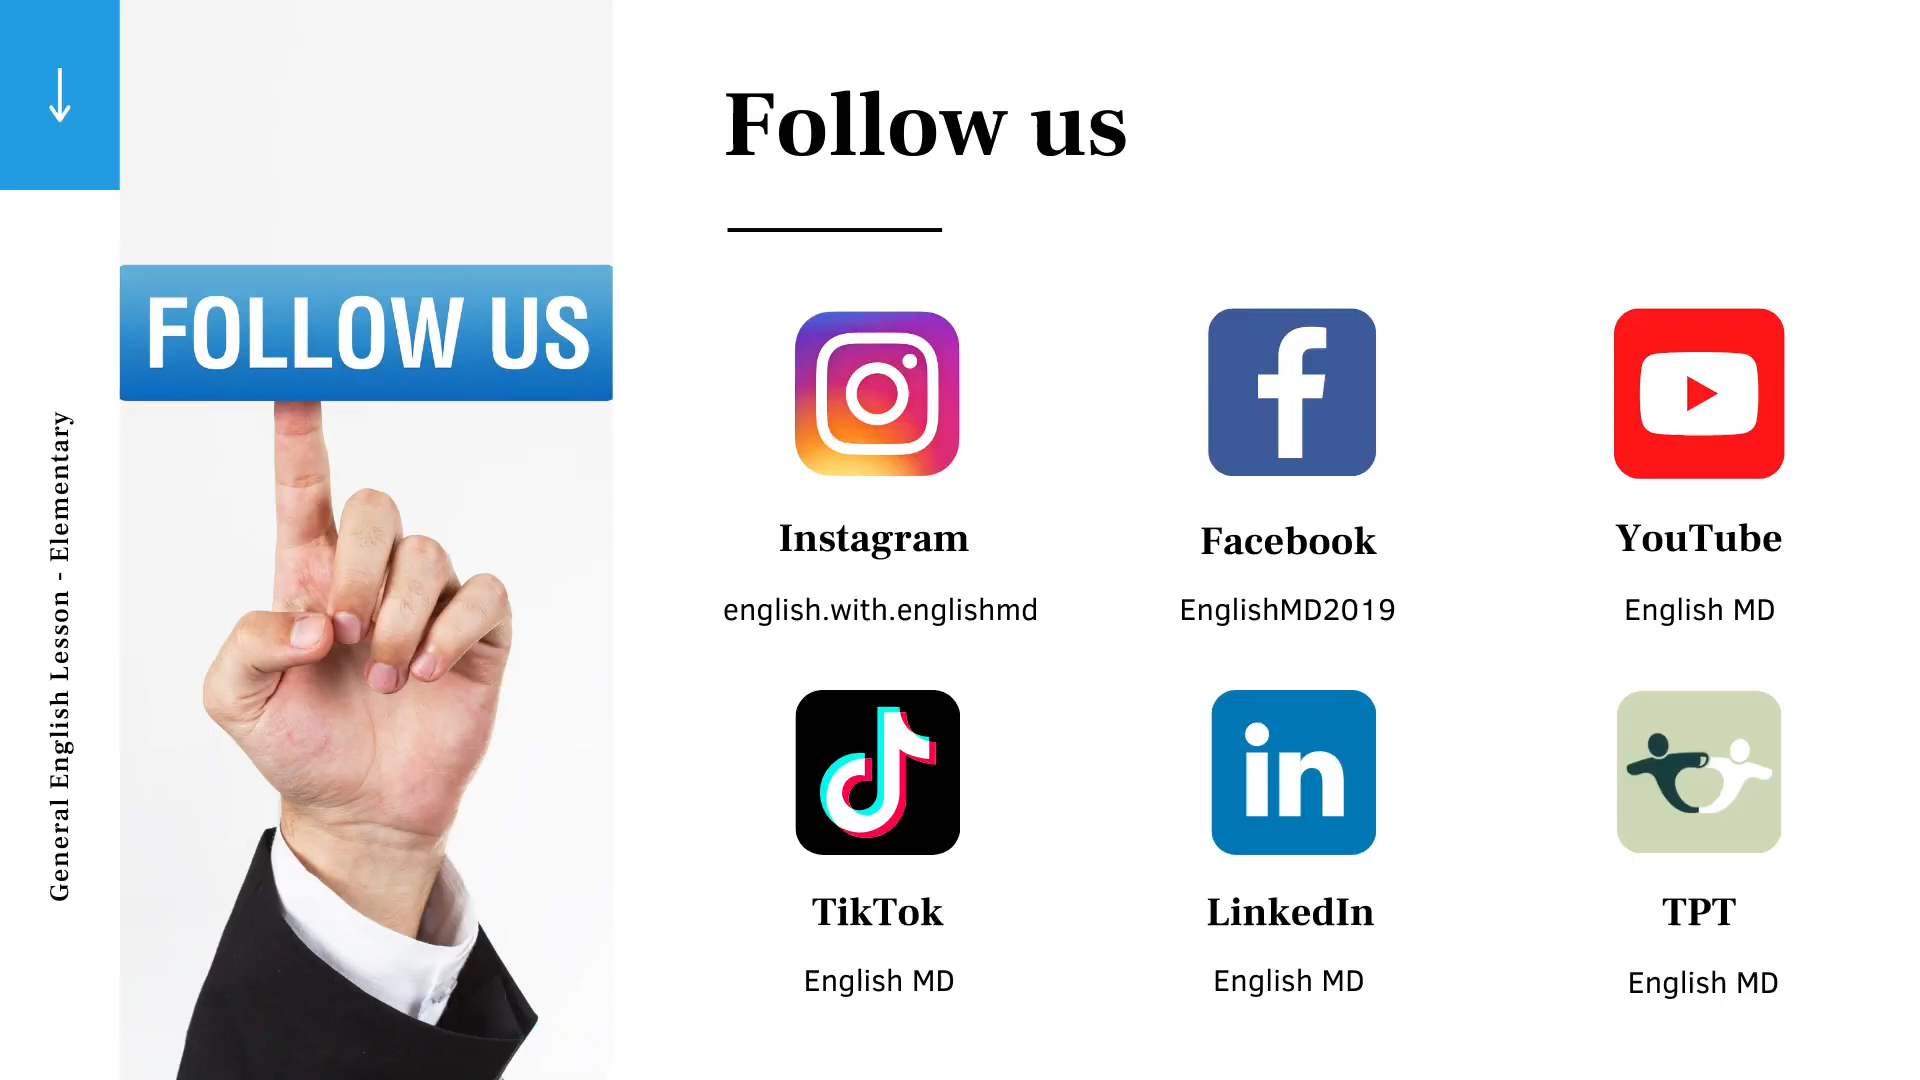 General English Lesson - Elementary
FOLLOW US
Follow us
Instagram
english.with.englishmd
Facebook
EnglishMD2019
YouTube
English MD
TikTok
English MD
in
LinkedIn
English MD
TPT
English MD